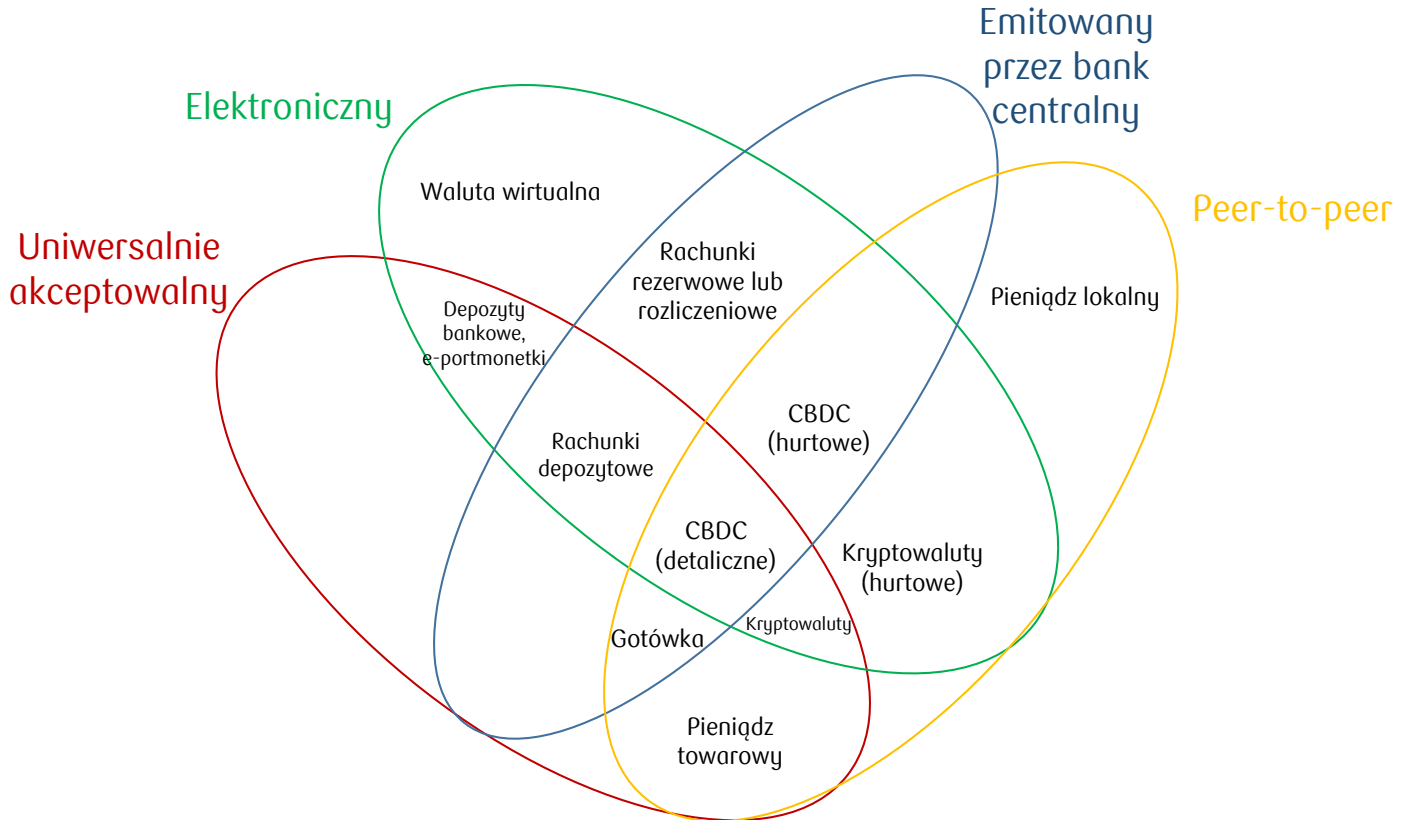 Emitowany
przez bank
centralny
Elektroniczny
Peer-to-peer
Waluta wirtualna
Uniwersalnie
akceptowalny
Rachunki
rezerwowe lub
rozliczeniowe
Pieniądz lokalny
Depozyty
bankowe,
e-portmonetki
CBDC
(hurtowe)
Rachunki
depozytowe
CBDC
(detaliczne)
Kryptowaluty
(hurtowe)
Gotówka
Kryptowaluty
Pieniądz
towarowy